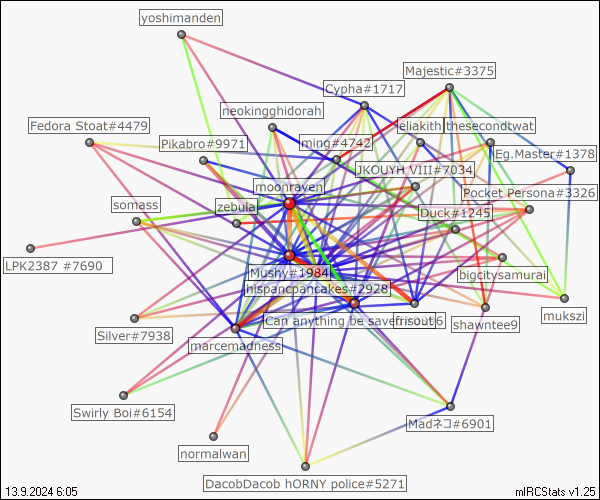 yoshimanden
Majestic#3375
Cypha#1717
neokingghidorah
Fedora Stoat#4479
eliakith
thesecondtwat
Pikabro#9971
ming#4742
Eg.Master#1378
JKOUYH VIII#7034
moonraven
Pocket Persona#3326
somass
zebula
Duck#1245
LPK2387 #7690
Mushy#1984
bigcitysamurai
hispancpancakes#2928
mukszi
Silver#7938
Can anything be saved
shawntee9
marcemadness
Swirly Boi#6154
Madネコ#6901
normalwan
DacobDacob hORNY police#5271
13.9.2024 6:05
mIRCStats v1.25